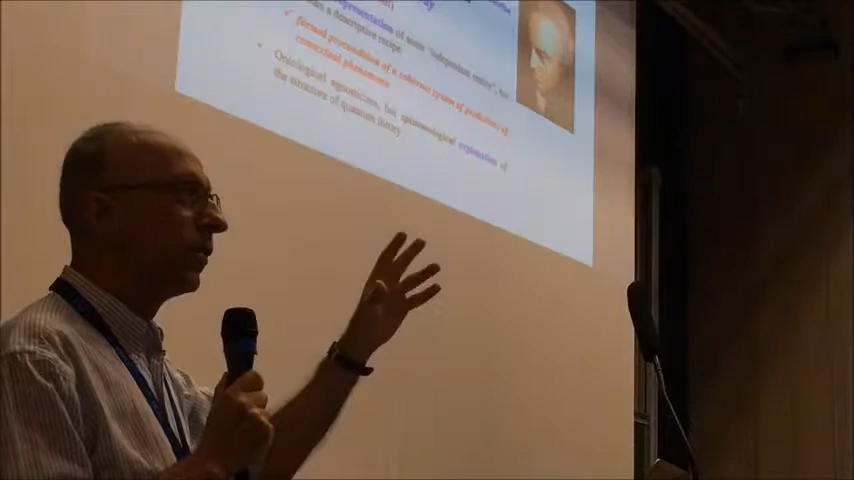 representation of some "independent entity", but
a descriptive recipe.
formal precondition of a coherent system of predictions of
contextual phenomena
Ontological agnosticism, but epistemological explanation of
the structure of quantum theory